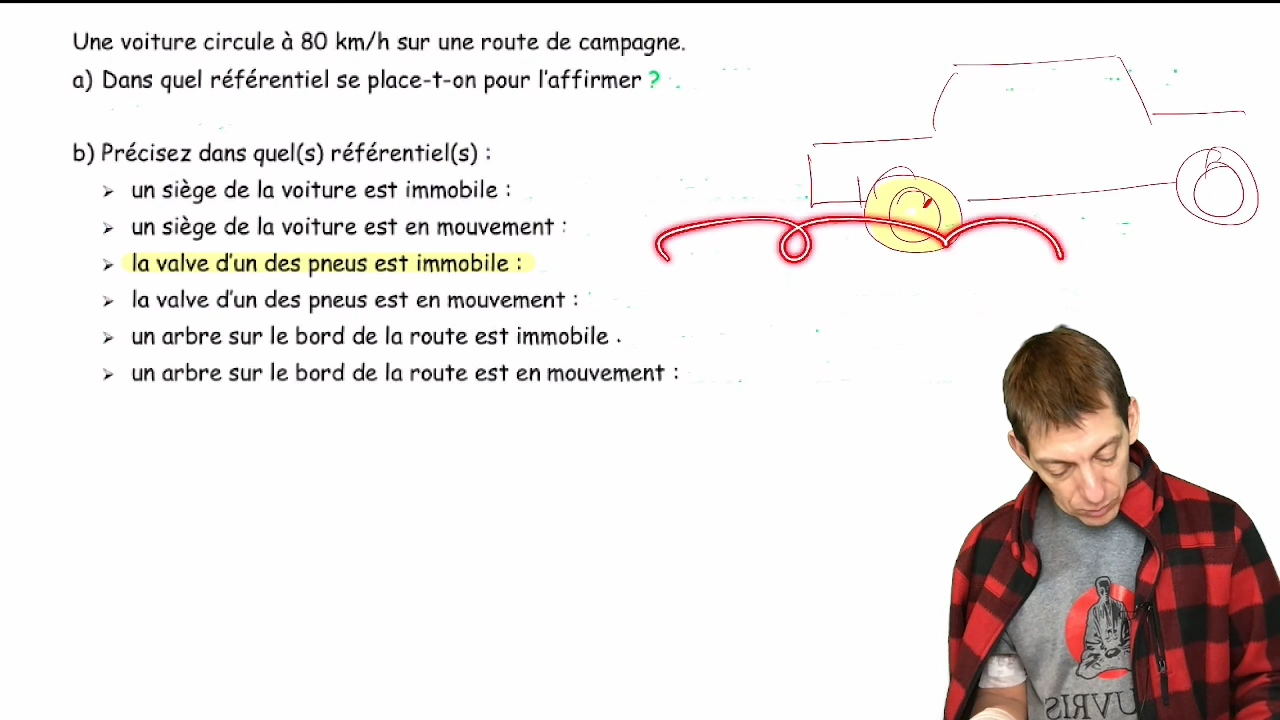 Une voiture circule à 80 km/h sur une route de campagne.
a) Dans quel référentiel se place-t-on pour l'affirmer ?
b) Précisez dans quel(s) référentiel(s) :
➢ un siège de la voiture est immobile :
➢ un siège de la voiture est en mouvement :
➢ la valve d'un des pneus est immobile :
➢ la valve d'un des pneus est en mouvement :
➢ un arbre sur le bord de la route est immobile .
➢ un arbre sur le bord de la route est en mouvement :